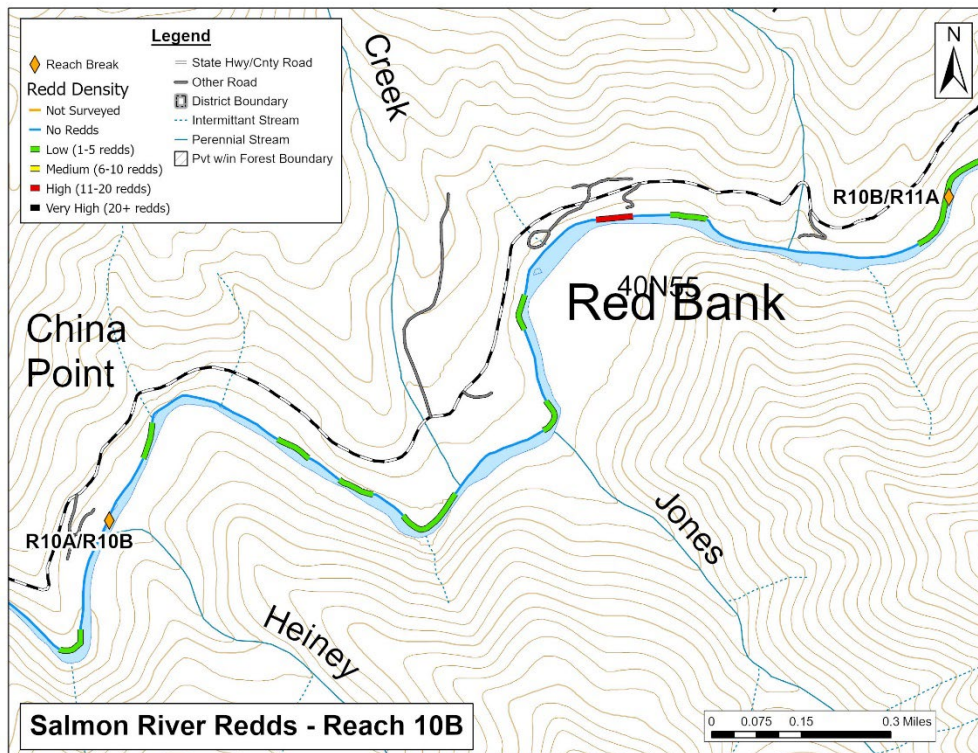 Legend
Reach Break
Redd Density
Not Surveyed
No Redds
Low (1-5 redds)
Medium (6-10 redds)
High (11-20 redds)
Very High (20+ redds)
State Hwy/Cnty Road
Other Road
District Boundary
Intermittant Stream
Perennial Stream
Pvt w/in Forest Boundary
Creek
N
R10B/R11A
40N55
Red Bank
China
Point
R10A/R10B
Jones
Heiney
Salmon River Redds - Reach 10B
0 0.075 0.15 0.3 Miles